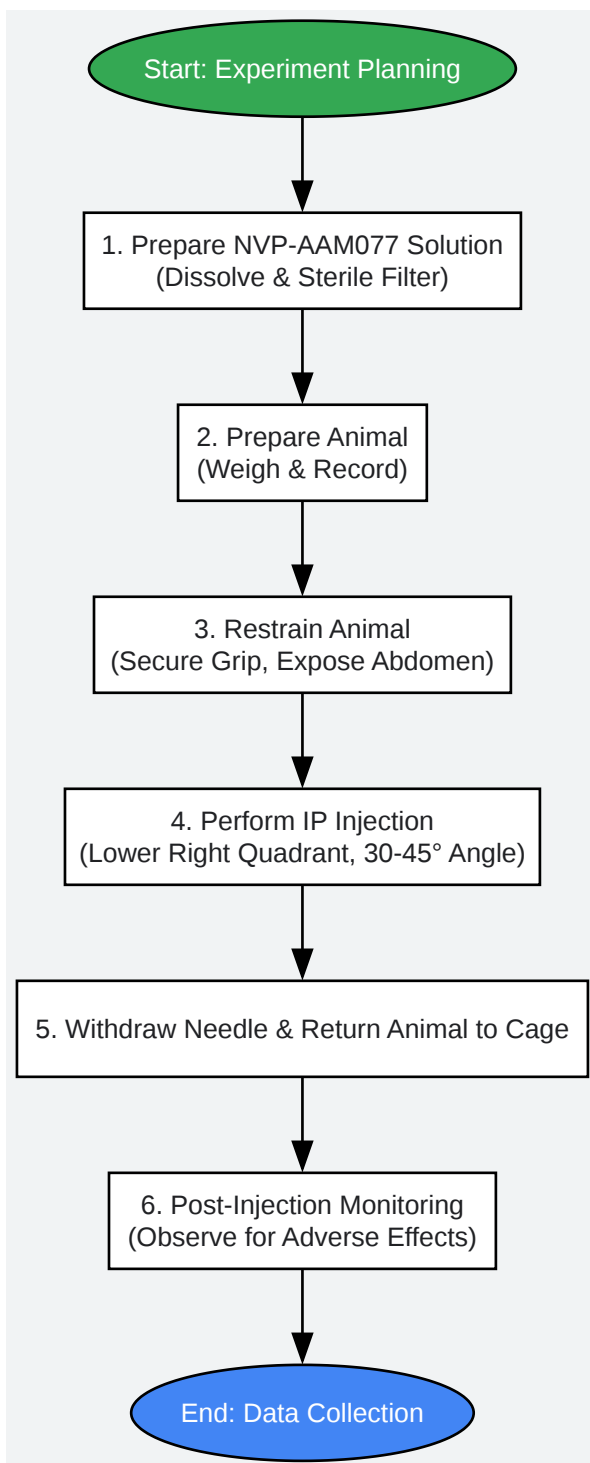 Start: Experiment Planning
1. Prepare NVP-AAM077 Solution
(Dissolve & Sterile Filter)
2. Prepare Animal
(Weigh & Record)
3. Restrain Animal
(Secure Grip, Expose Abdomen)
4. Perform IP Injection
(Lower Right Quadrant, 30-45° Angle)
5. Withdraw Needle & Return Animal to Cage
6. Post-Injection Monitoring
(Observe for Adverse Effects)
End: Data Collection